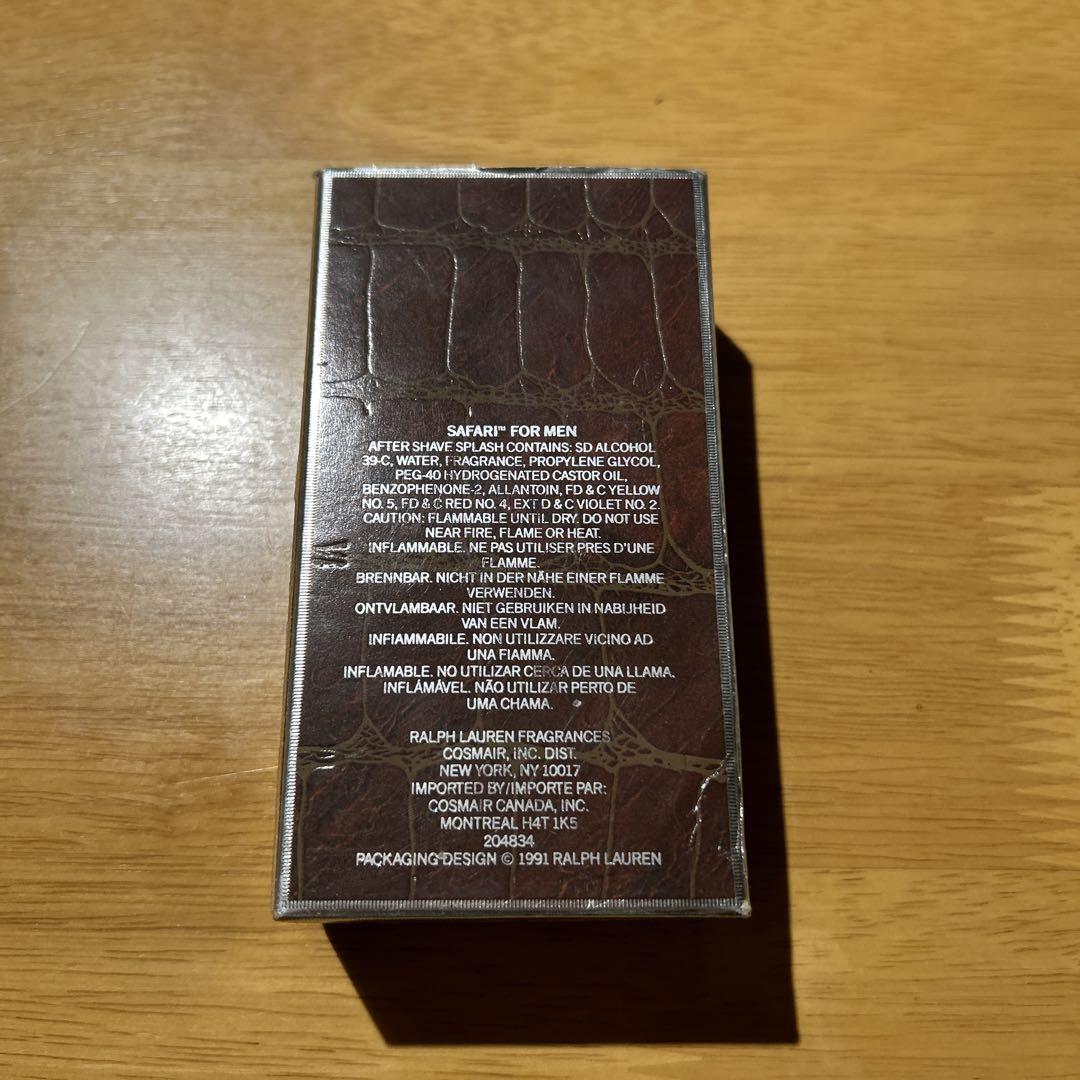 SAFARI™ FOR MEN
AFTER SHAVE SPLASH CONTAINS: SD ALCOHOL
39-C, WATER, FRAGRANCE, PROPYLENE GLYCOL,
PEG-40 HYDROGENATED CASTOR OIL,
BENZOPHENONE-2, ALLANTOIN, FD & C YELLOW
NO. 5, FD & C RED NO. 4, EXT D & C VIOLET NO. 2.
CAUTION: FLAMMABLE UNTIL DRY. DO NOT USE
NEAR FIRE, FLAME OR HEAT.
INFLAMMABLE. NE PAS UTILISER PRES D'UNE
FLAMME.
BRENNBAR. NICHT IN DER NÄHE EINER FLAMME
VERWENDEN.
ONTVLAMBAAR. NIET GEBRUIKEN IN NABIJHEID
VAN EEN VLAM.
INFIAMMABILE. NON UTILIZZARE VICINO AD
UNA FIAMMA.
INFLAMABLE. NO UTILIZAR CERCA DE UNA LLAMA.
INFLÁMÁVEL. NÃO UTILIZAR PERTO DE
UMA CHAMA.
RALPH LAUREN FRAGRANCES
COSMAIR, INC. DIST.
NEW YORK, NY 10017
IMPORTED BY/IMPORTE PAR:
COSMAIR CANADA, INC.
MONTREAL H4T 1K5
204834
PACKAGING DESIGN © 1991 RALPH LAUREN